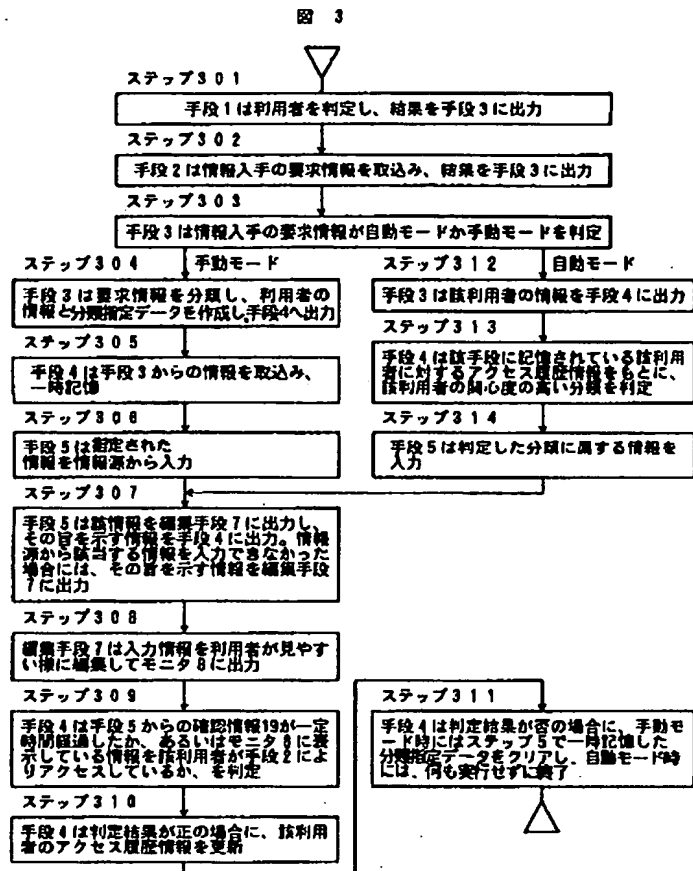 図 3
ステップ301
手段1は利用者を判定し、結果を手段3に出力
ステップ302
手段2は情報入手の要求情報を取込み、結果を手段3に出力
ステップ303
手段3は情報入手の要求情報が自動モードか手動モードを判定
ステップ304
手動モード
手段3は要求情報を分類し、利用者の
情報と分類指定データを作成し手段4へ出力
ステップ305
手段4は手段3からの情報を取込み、
一時記憶
ステップ306
手段5は指定された
情報を情報源から入力
ステップ312
自動モード
手段3は該利用者の情報を手段4に出力
ステップ313
手段4は該手段に記憶されている該利用
者に対するアクセス履歴情報をもとに、
該利用者の関心度の高い分類を判定
ステップ314
手段5は判定した分類に属する情報を
入力
ステップ307
手段5は該情報を編集手段7に出力し、
その旨を示す情報を手段4に出力。情報
源から該当する情報を入力できなかった
場合には、その旨を示す情報を編集手段
7に出力
ステップ308
編集手段7は入力情報を利用者が見やす
い様に編集してモニタ8に出力
ステップ309
手段4は手段5からの確認情報19が一定
時間経過したか、あるいはモニタ8に表
示している情報を該利用者が手段2によ
りアクセスしているか、を判定
ステップ310
手段4は判定結果が正の場合に、該利用
者のアクセス履歴情報を更新
ステップ311
手段4は判定結果が否の場合に、手動モ
ード時にはステップ5で一時記憶した
分類指定データをクリアし、自動モード時
には、何も実行せずに終了